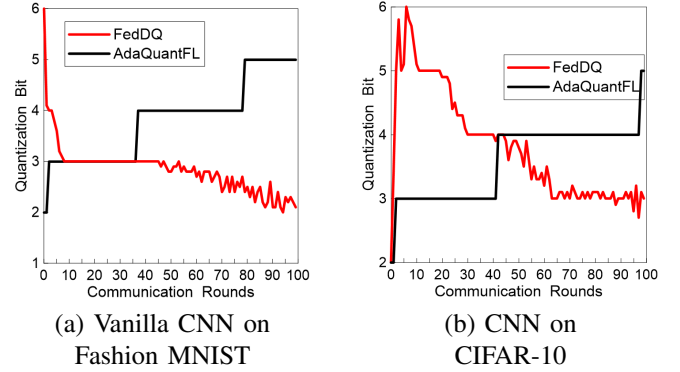 6
5
4
3
2
1
Quantization Bit
FedDQ
AdaQuantFL
0 10 20 30 40 50 60 70 80 90 100
Communication Rounds
(a) Vanilla CNN on
Fashion MNIST
6
5
4
3
2
Quantization Bit
FedDQ
AdaQuantFL
0 10 20 30 40 50 60 70 80 90 100
Communication Rounds
(b) CNN on
CIFAR-10